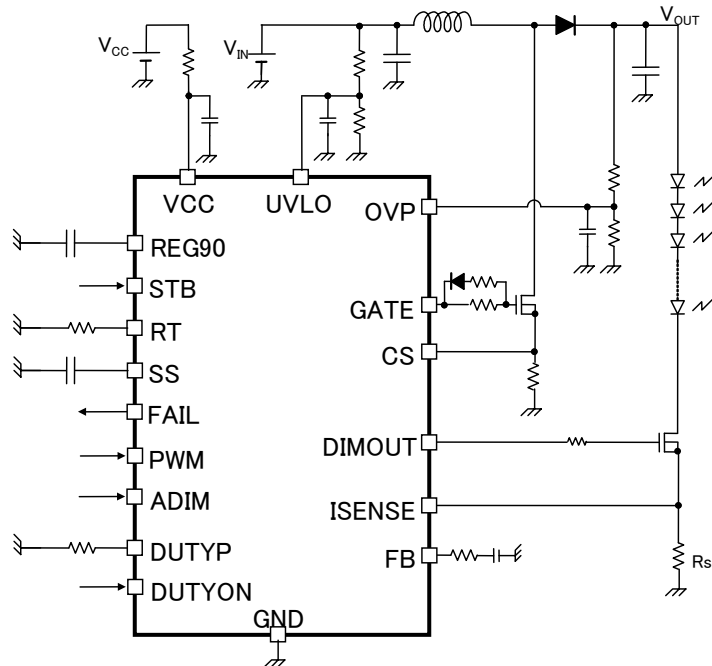 VOUT
VCC
VIN
VCC
UVLO
OVP
REG90
STB
GATE
RT
CS
SS
FAIL
DIMOUT
PWM
ADIM
ISENSE
DUTYP
FB
Rs
DUTYON
GND